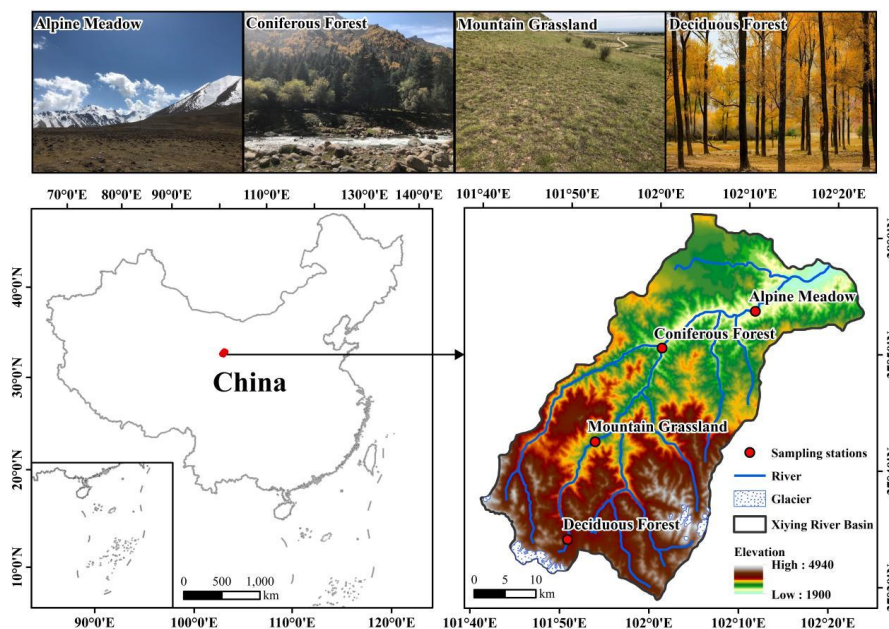 Alpine Meadow
Coniferous Forest
Mountain Grassland
Deciduous Forest
70°0'E 80°0'E 90°0'E 110°0'E 130°0'E 140°0'E
101°40'E 101°50'E 102°0'E 102°10'E 102°20'E
40°0'N
30°0'N
20°0'N
10°0'N
China
0 500 1,000
km
90°0'E 100°0'E 110°0'E 120°0'E
Alpine Meadow
Coniferous Forest
Mountain Grassland
Deciduous Forest
Sampling stations
River
Glacier
Xiying River Basin
Elevation
High : 4940
Low : 1900
0 5 10
km
101°40'E 101°50'E 102°0'E 102°10'E 102°20'E